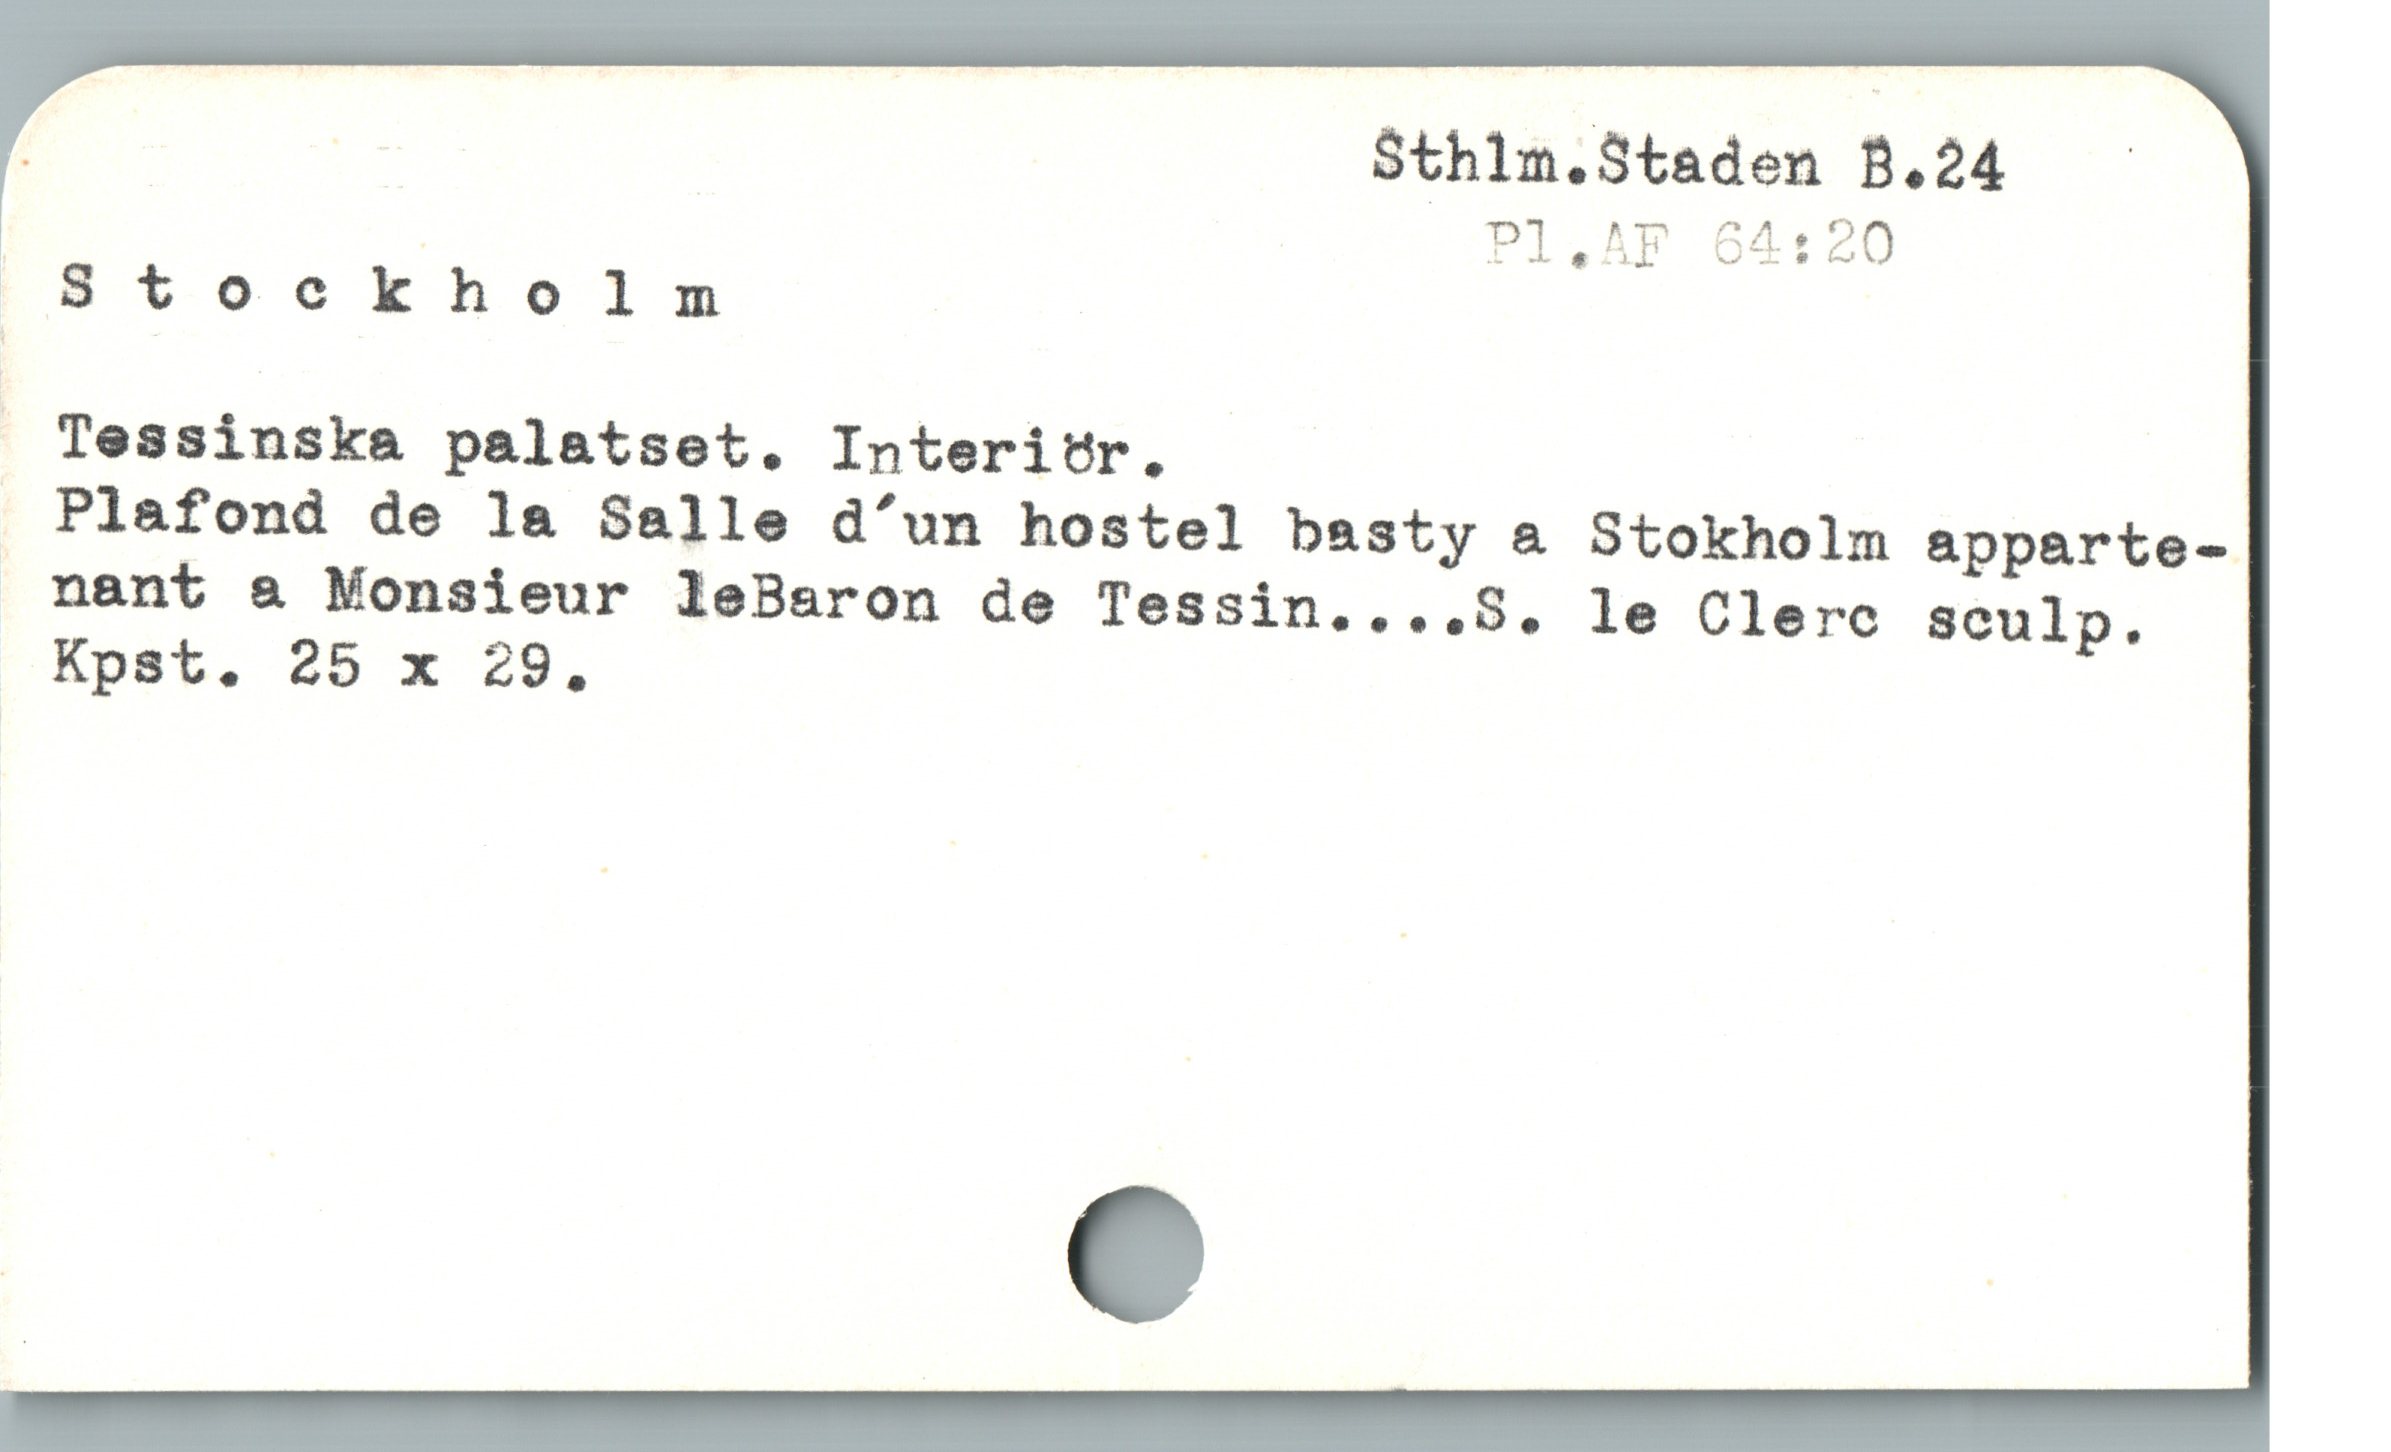 Sthlm.Staden B.24
Pl.AF 64:20
S t o c k h o l m
Tessinska palatset. Interiör.
Plafond de la Salle d´un hostel basty a Stokholm apparte-
nant a Monsieur leBaron de Tessin....S. le Clerc sculp.
Kpst. 25 x 29.